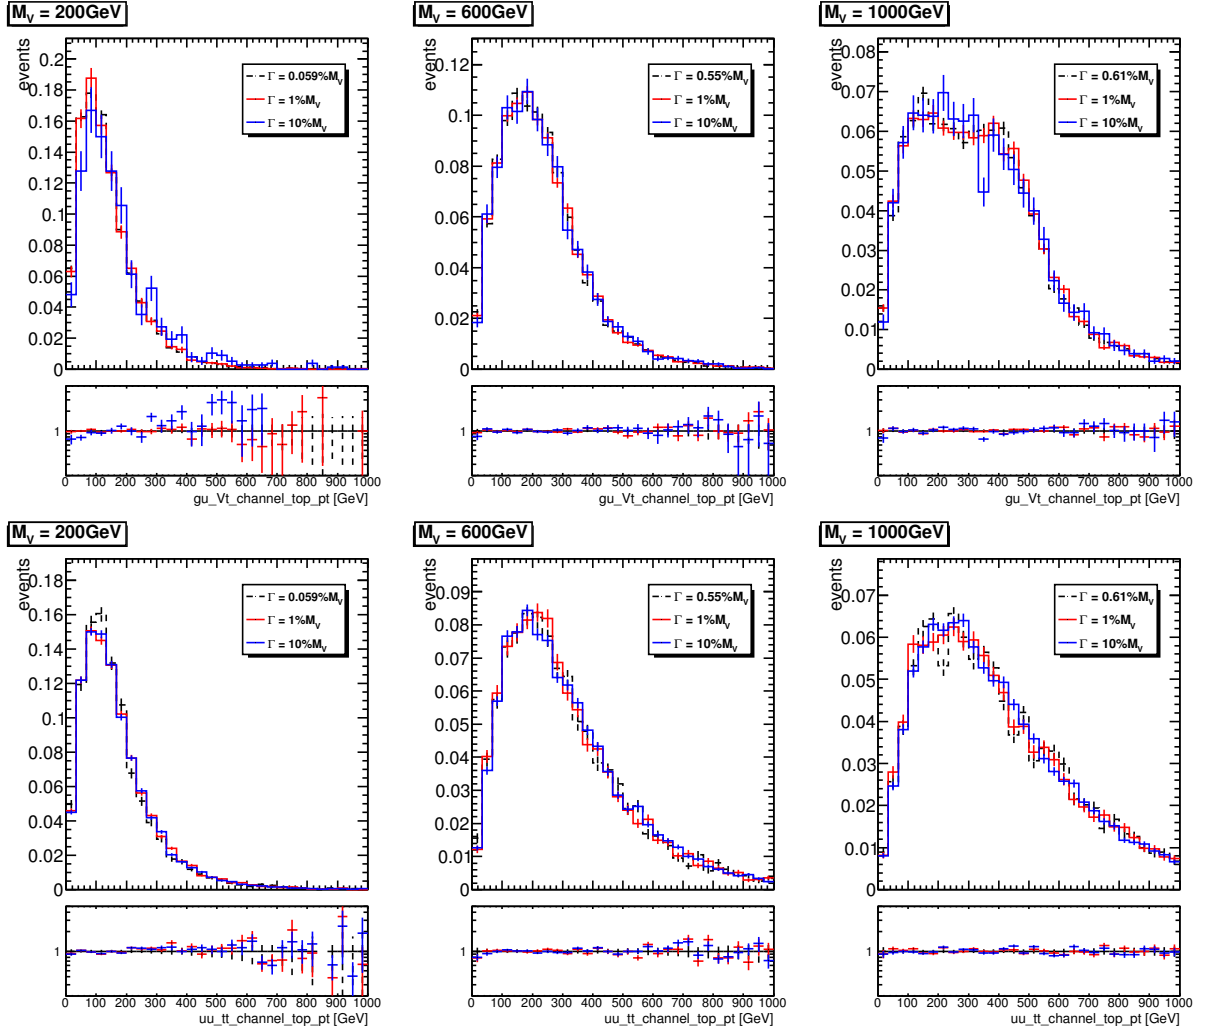 M_V = 200GeV
events
0.2
0.18
0.16
0.14
0.12
0.1
0.08
0.06
0.04
0.02
0
Γ = 0.059%M_V
Γ = 1%M_V
Γ = 10%M_V
1
0 100 200 300 400 500 600 700 800 900 1000
gu_Vt_channel_top_pt [GeV]
M_V = 600GeV
events
0.12
0.1
0.08
0.06
0.04
0.02
0
Γ = 0.55%M_V
Γ = 1%M_V
Γ = 10%M_V
1
0 100 200 300 400 500 600 700 800 900 1000
gu_Vt_channel_top_pt [GeV]
M_V = 1000GeV
events
0.08
0.07
0.06
0.05
0.04
0.03
0.02
0.01
0
Γ = 0.61%M_V
Γ = 1%M_V
Γ = 10%M_V
1
0 100 200 300 400 500 600 700 800 900 1000
gu_Vt_channel_top_pt [GeV]
M_V = 200GeV
events
0.18
0.16
0.14
0.12
0.1
0.08
0.06
0.04
0.02
0
Γ = 0.059%M_V
Γ = 1%M_V
Γ = 10%M_V
1
0 100 200 300 400 500 600 700 800 900 1000
uu_tt_channel_top_pt [GeV]
M_V = 600GeV
events
0.09
0.08
0.07
0.06
0.05
0.04
0.03
0.02
0.01
0
Γ = 0.55%M_V
Γ = 1%M_V
Γ = 10%M_V
1
0 100 200 300 400 500 600 700 800 900 1000
uu_tt_channel_top_pt [GeV]
M_V = 1000GeV
events
0.07
0.06
0.05
0.04
0.03
0.02
0.01
0
Γ = 0.61%M_V
Γ = 1%M_V
Γ = 10%M_V
1
0 100 200 300 400 500 600 700 800 900 1000
uu_tt_channel_top_pt [GeV]